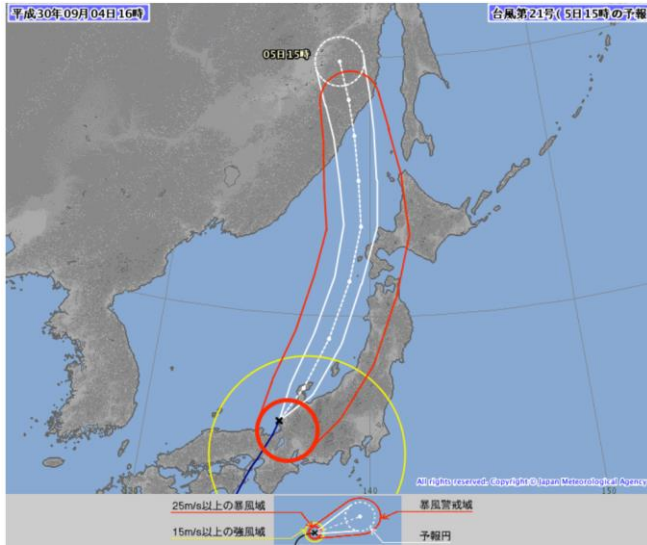 平成30年09月04日16時
台風第21号( 5日15時の予報
05日15時
All rights reserved. Copyright © Japan Meteorological Agency
140
150
25m/s以上の暴風域
暴風警戒域
15m/s以上の強風域
予報円